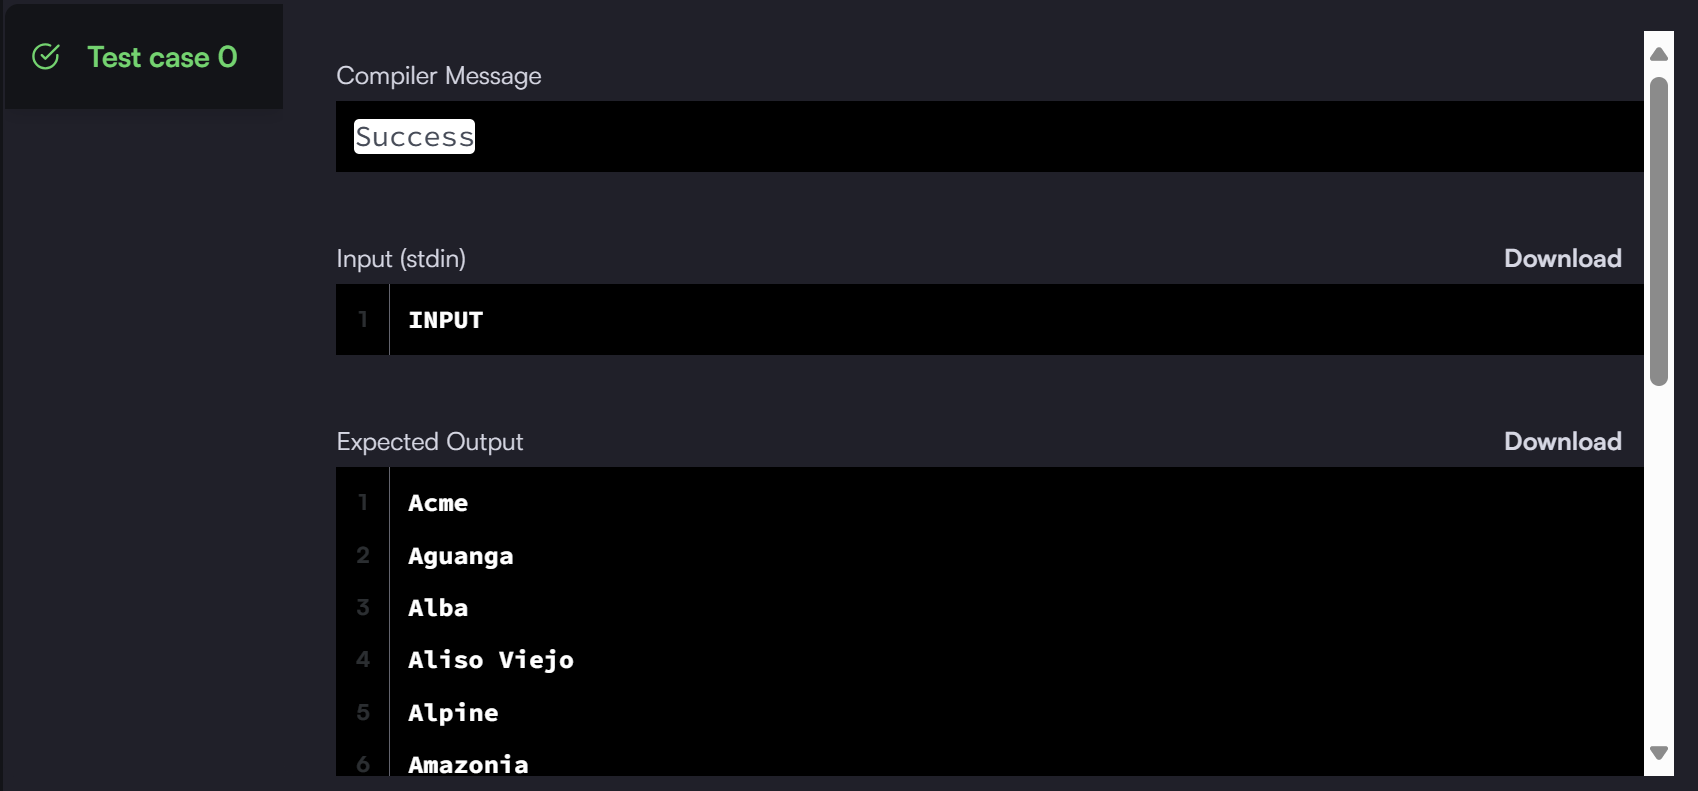 Test case 0
Compiler Message
Success
Input (stdin)
Download
1 INPUT
Expected Output
Download
1 Acme
2 Aguanga
3 Alba
4 Aliso Viejo
5 Alpine
6 Amazonia